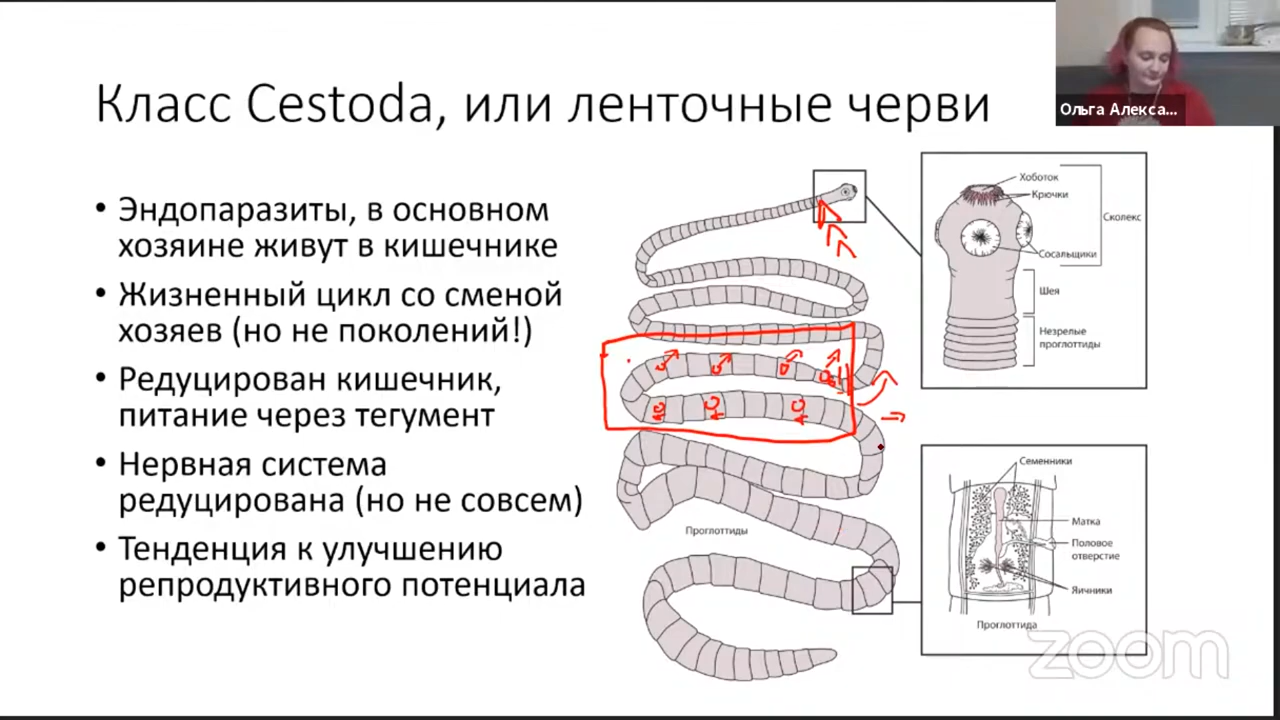 Класс Cestoda, или ленточные черви
Ольга Алекса...
• Эндопаразиты, в основном
хозяине живут в кишечнике
• Жизненный цикл со сменой
хозяев (но не поколений!)
• Редуцирован кишечник,
питание через тегумент
• Нервная система
редуцирована (но не совсем)
• Тенденция к улучшению
репродуктивного потенциала
Проглоттиды
Хоботок
Крючки
Сколекс
Сосальщики
Шея
Незрелые
проглоттиды
Семенники
Матка
Половое
отверстие
Яичники
Проглоттида
zoom